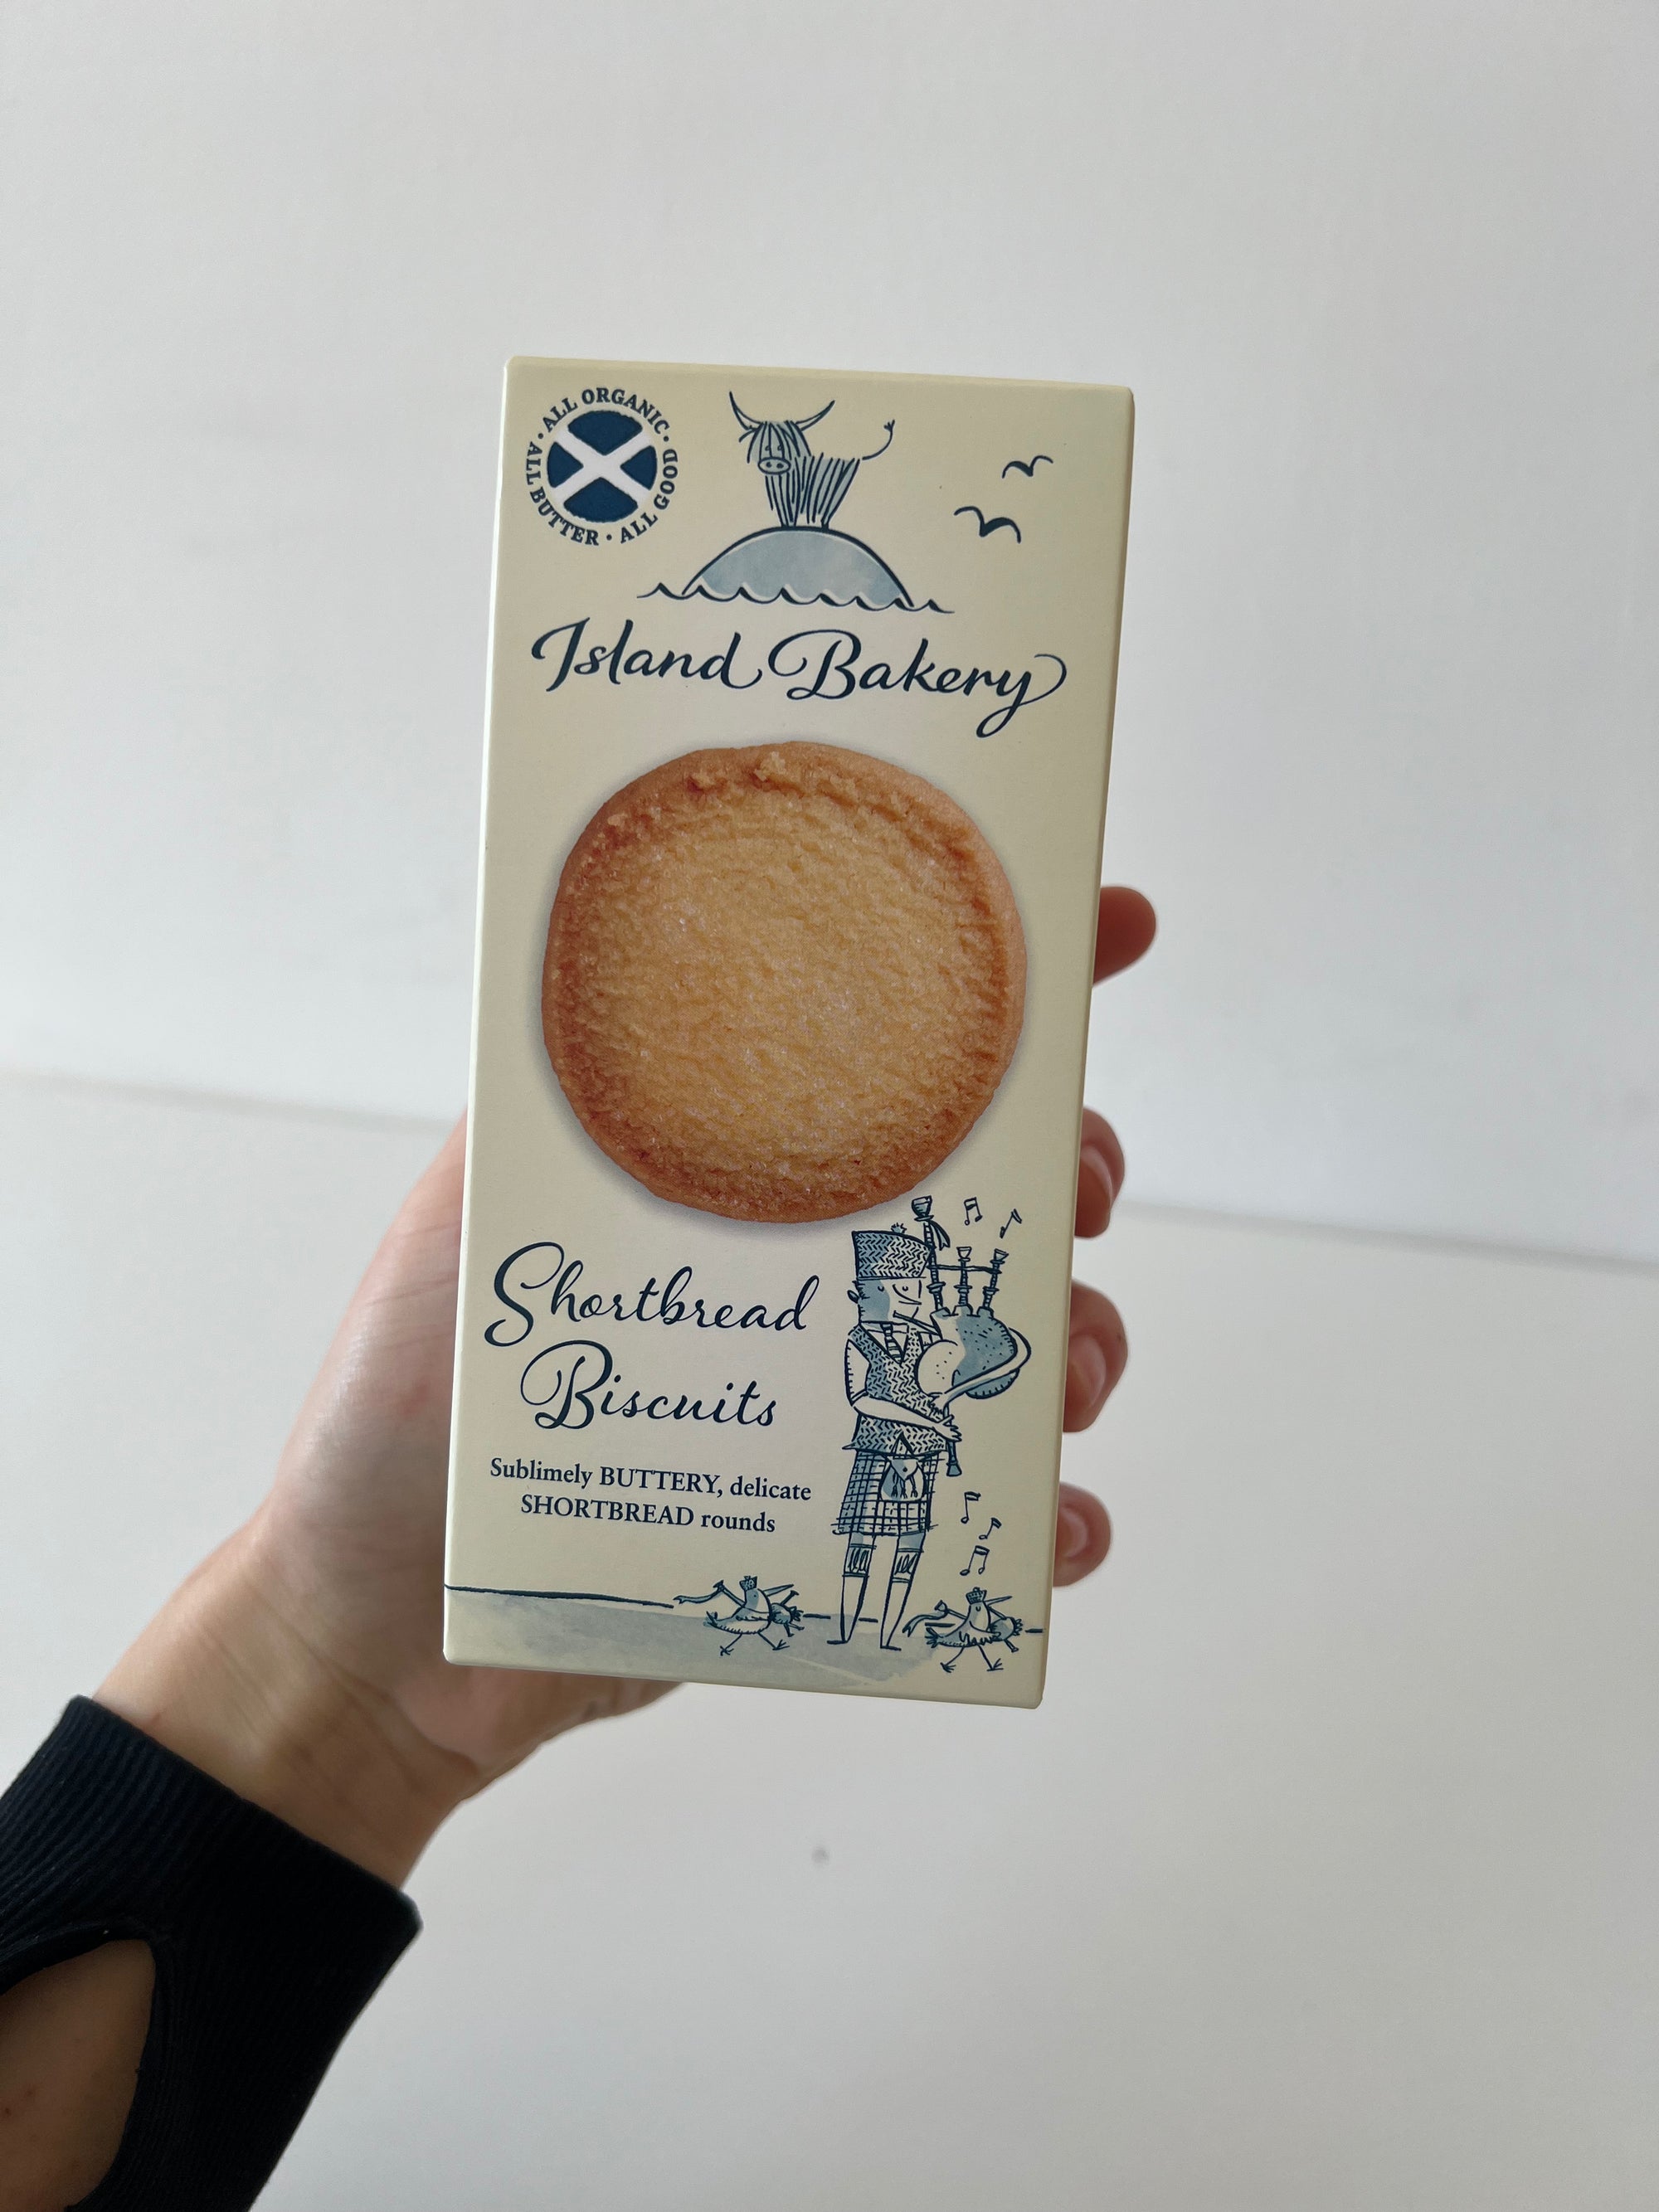 ALL ORGANIC · ALL GOOD · ALL BUTTER ·
Island Bakery
Shortbread
Biscuits
Sublimely BUTTERY, delicate
SHORTBREAD rounds